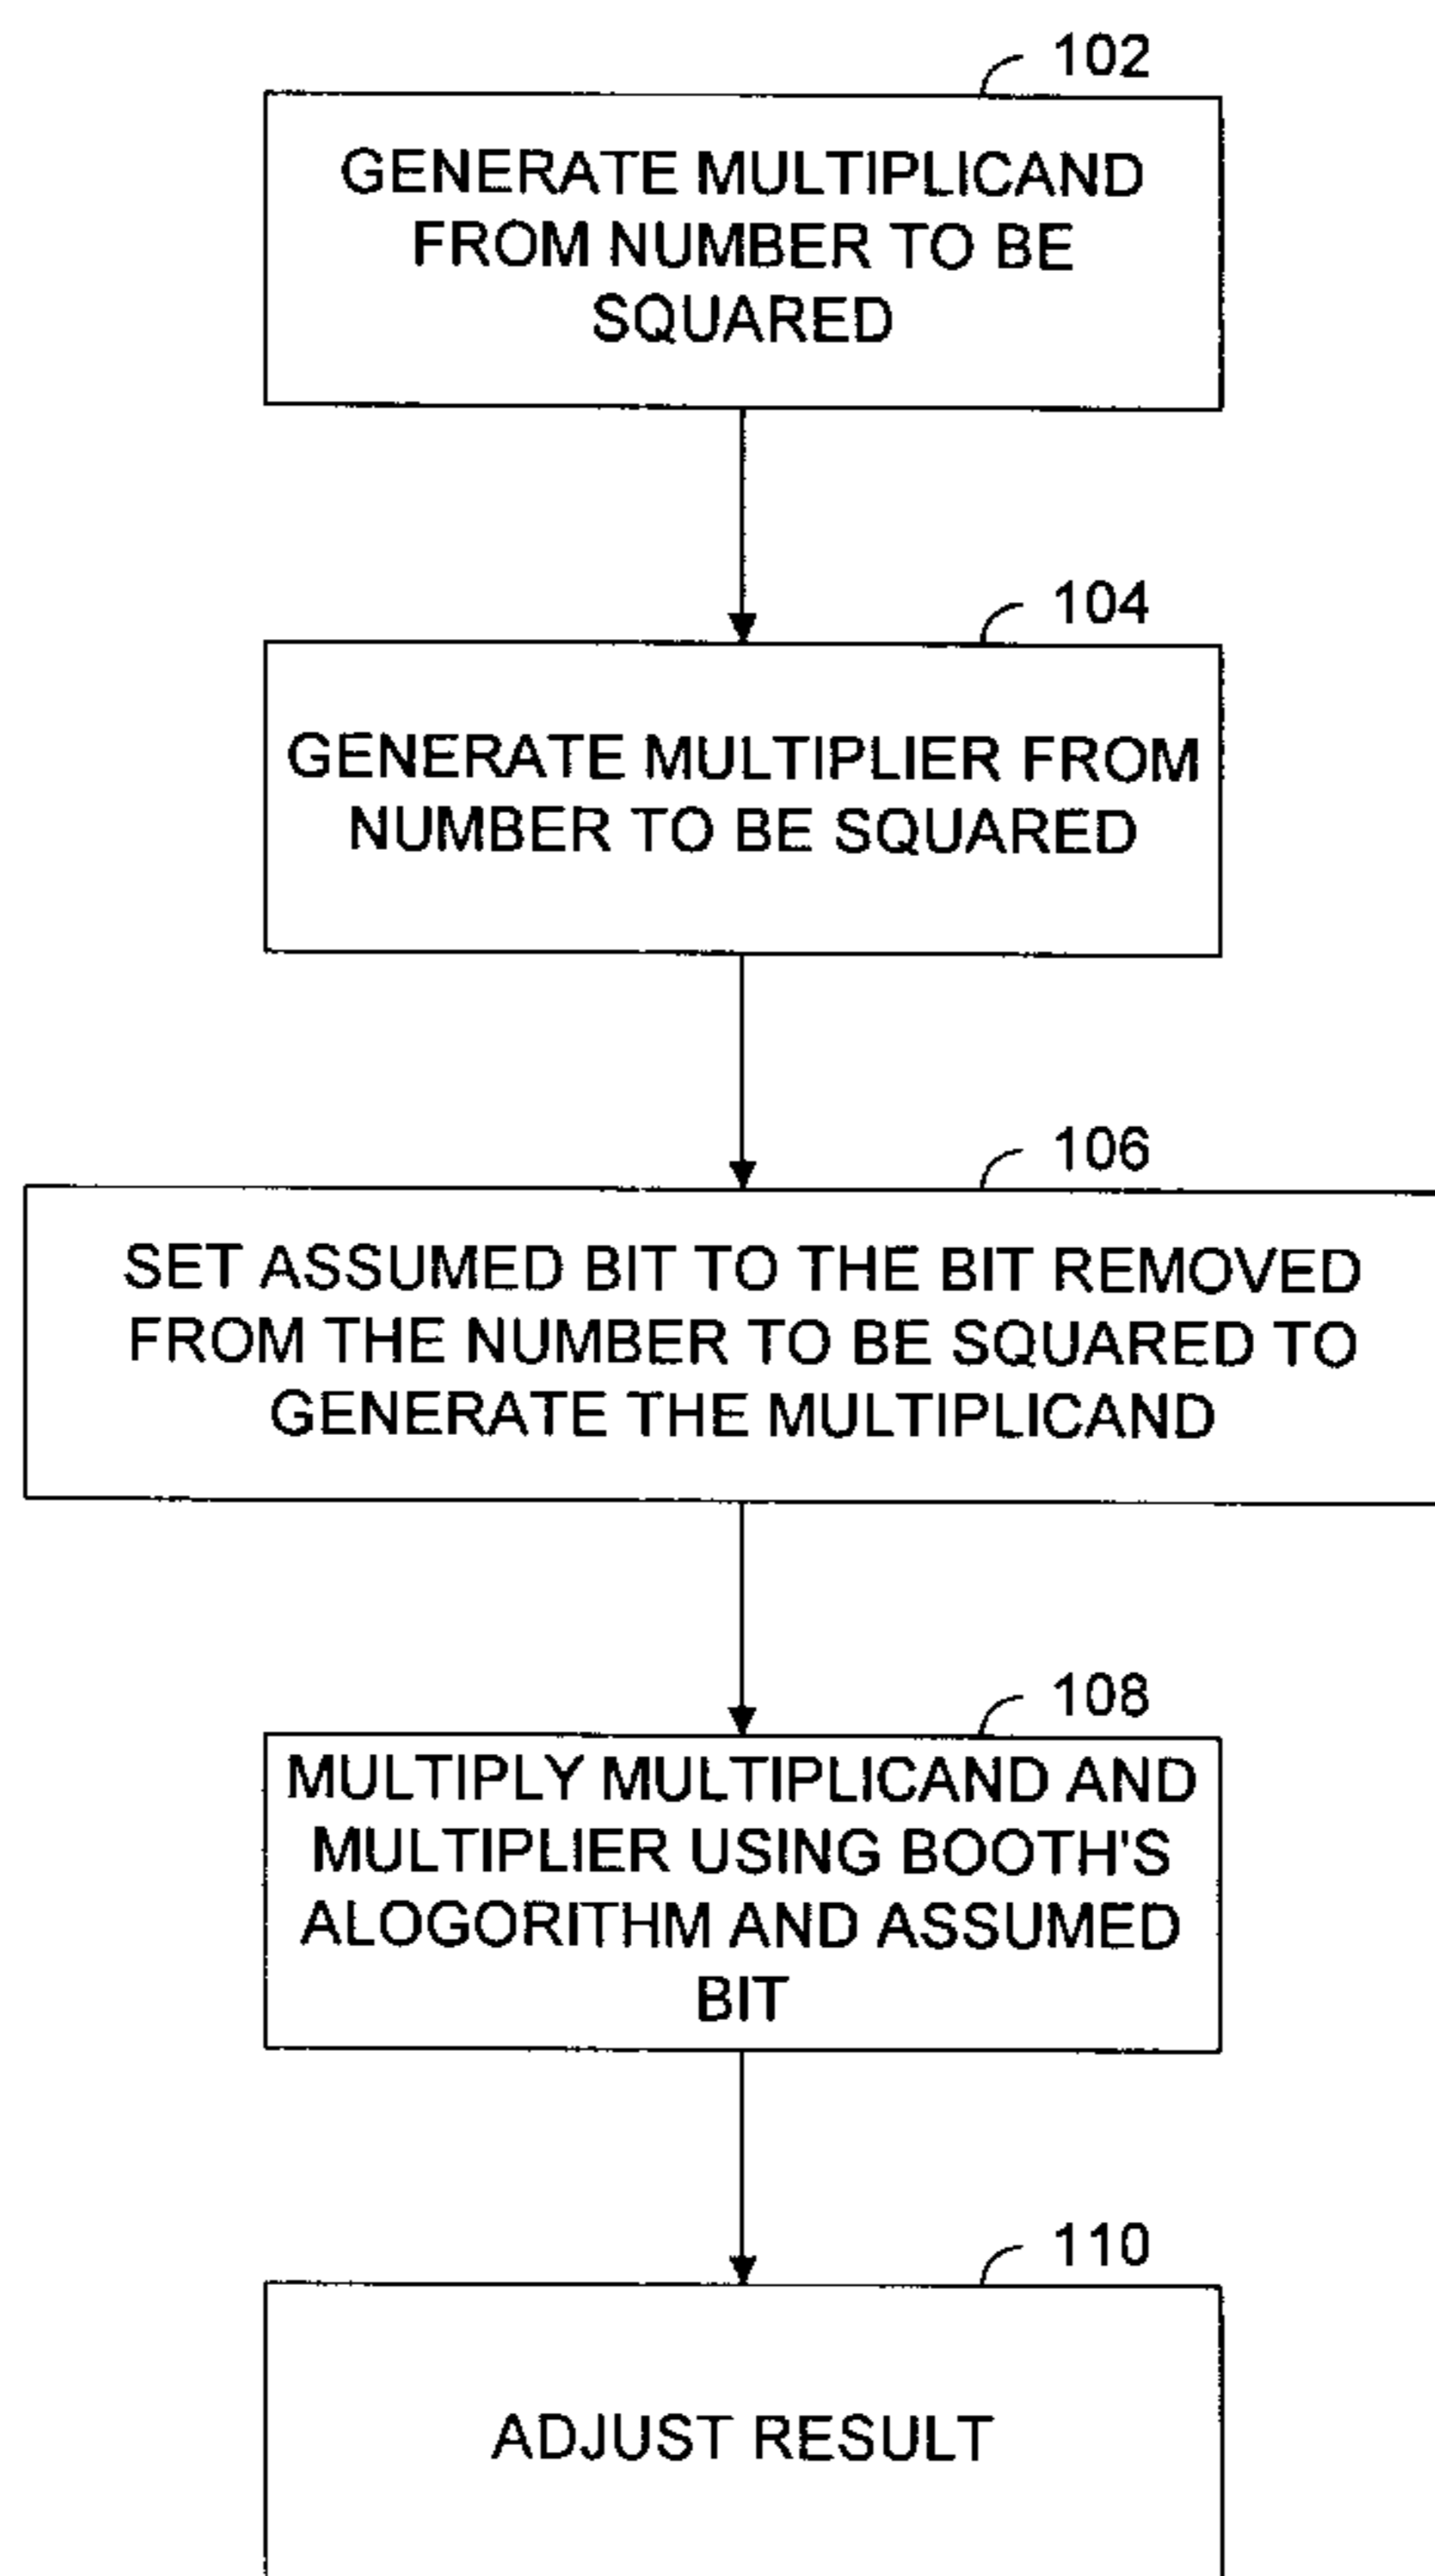 102
GENERATE MULTIPLICAND
FROM NUMBER TO BE
SQUARED
104
GENERATE MULTIPLIER FROM
NUMBER TO BE SQUARED
106
SET ASSUMED BIT TO THE BIT REMOVED
FROM THE NUMBER TO BE SQUARED TO
GENERATE THE MULTIPLICAND
108
MULTIPLY MULTIPLICAND AND
MULTIPLIER USING BOOTH'S
ALOGORITHM AND ASSUMED
BIT
110
ADJUST RESULT